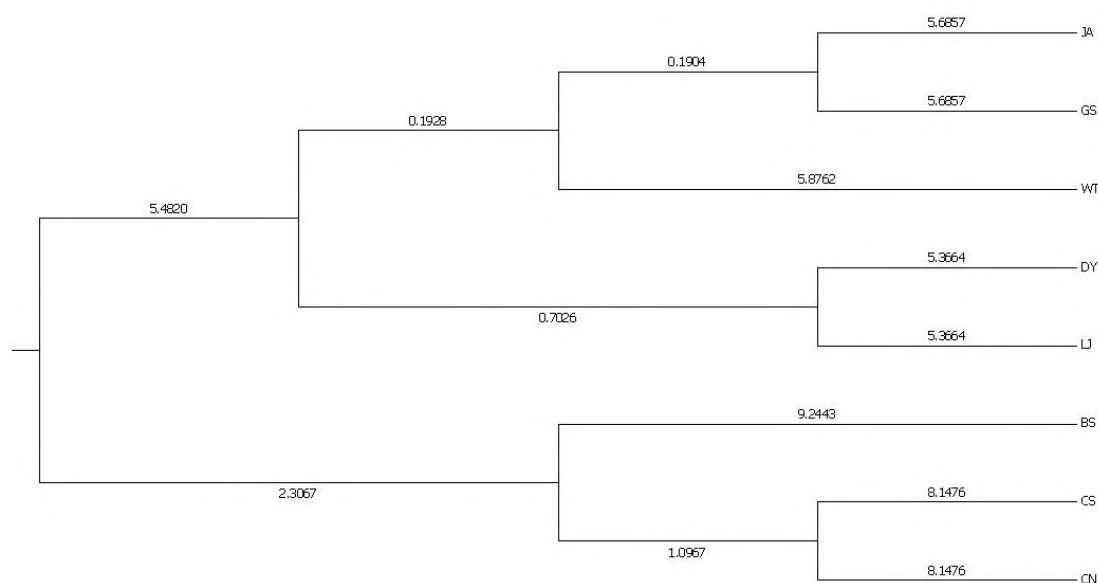 5.6857 JA
0.1904
5.6857 GS
0.1928
5.8762 WT
5.4820
5.3664 DY
0.7026
5.3664 LJ
9.2443 BS
2.3067
8.1476 CS
1.0967
8.1476 CN